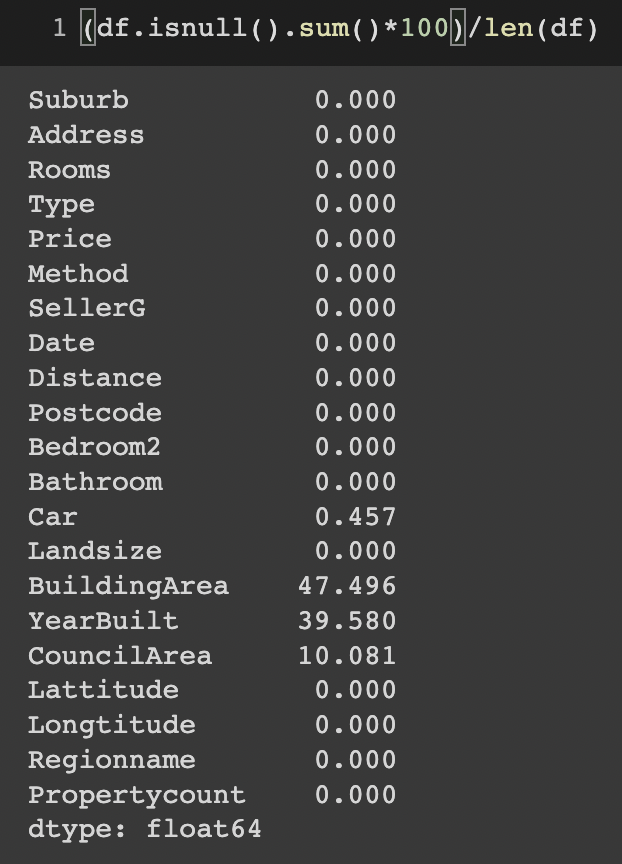 1 (df.isnull().sum()*100)/len(df)
Suburb 0.000
Address 0.000
Rooms 0.000
Type 0.000
Price 0.000
Method 0.000
SellerG 0.000
Date 0.000
Distance 0.000
Postcode 0.000
Bedroom2 0.000
Bathroom 0.000
Car 0.457
Landsize 0.000
BuildingArea 47.496
YearBuilt 39.580
CouncilArea 10.081
Lattitude 0.000
Longtitude 0.000
Regionname 0.000
Propertycount 0.000
dtype: float64